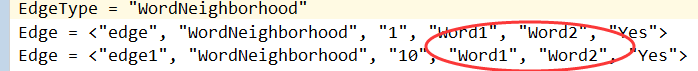 EdgeType = "WordNeighborhood"
Edge = <"edge", "WordNeighborhood", "1", "Word1", "Word2", "Yes">
Edge = <"edge1", "WordNeighborhood", "10", "Word1", "Word2", "Yes">